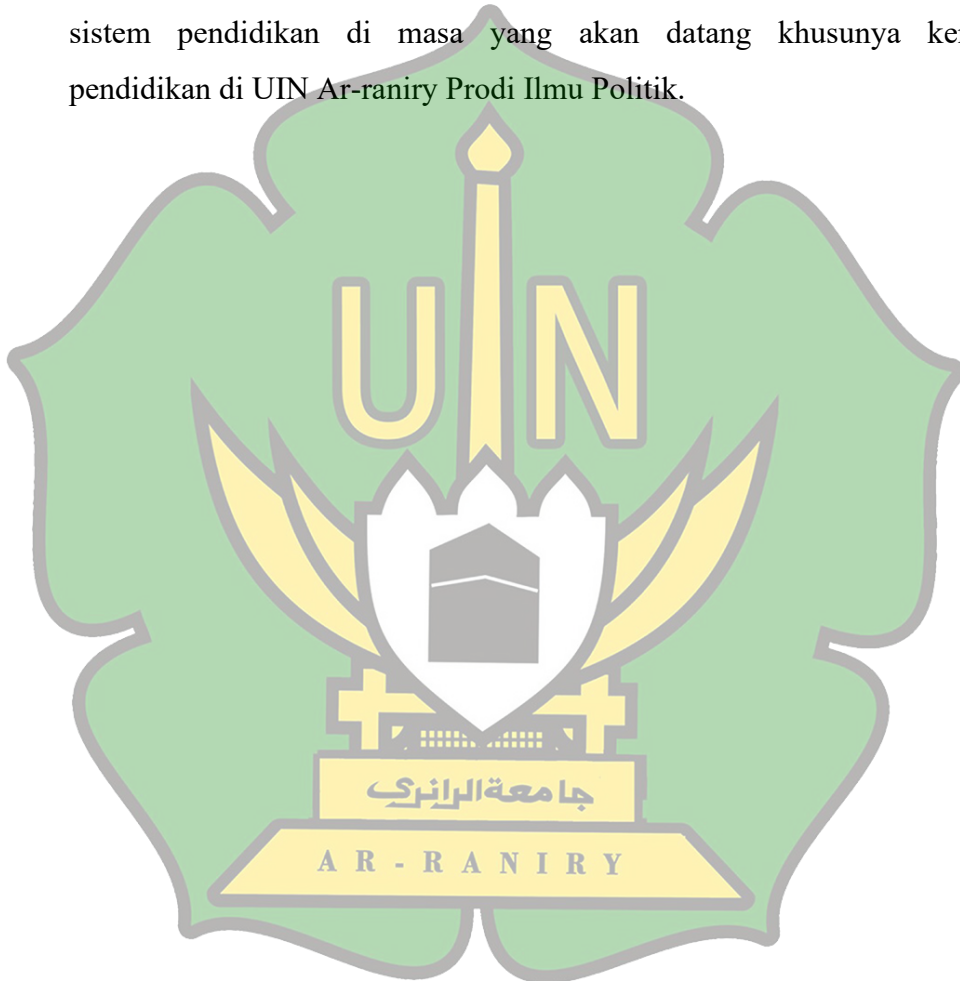 sistem pendidikan di masa yang akan datang khusunya
pendidikan di UIN Ar-raniry Prodi Ilmu Politik.
UIN
جامعة الرانري
AR-RANIRY